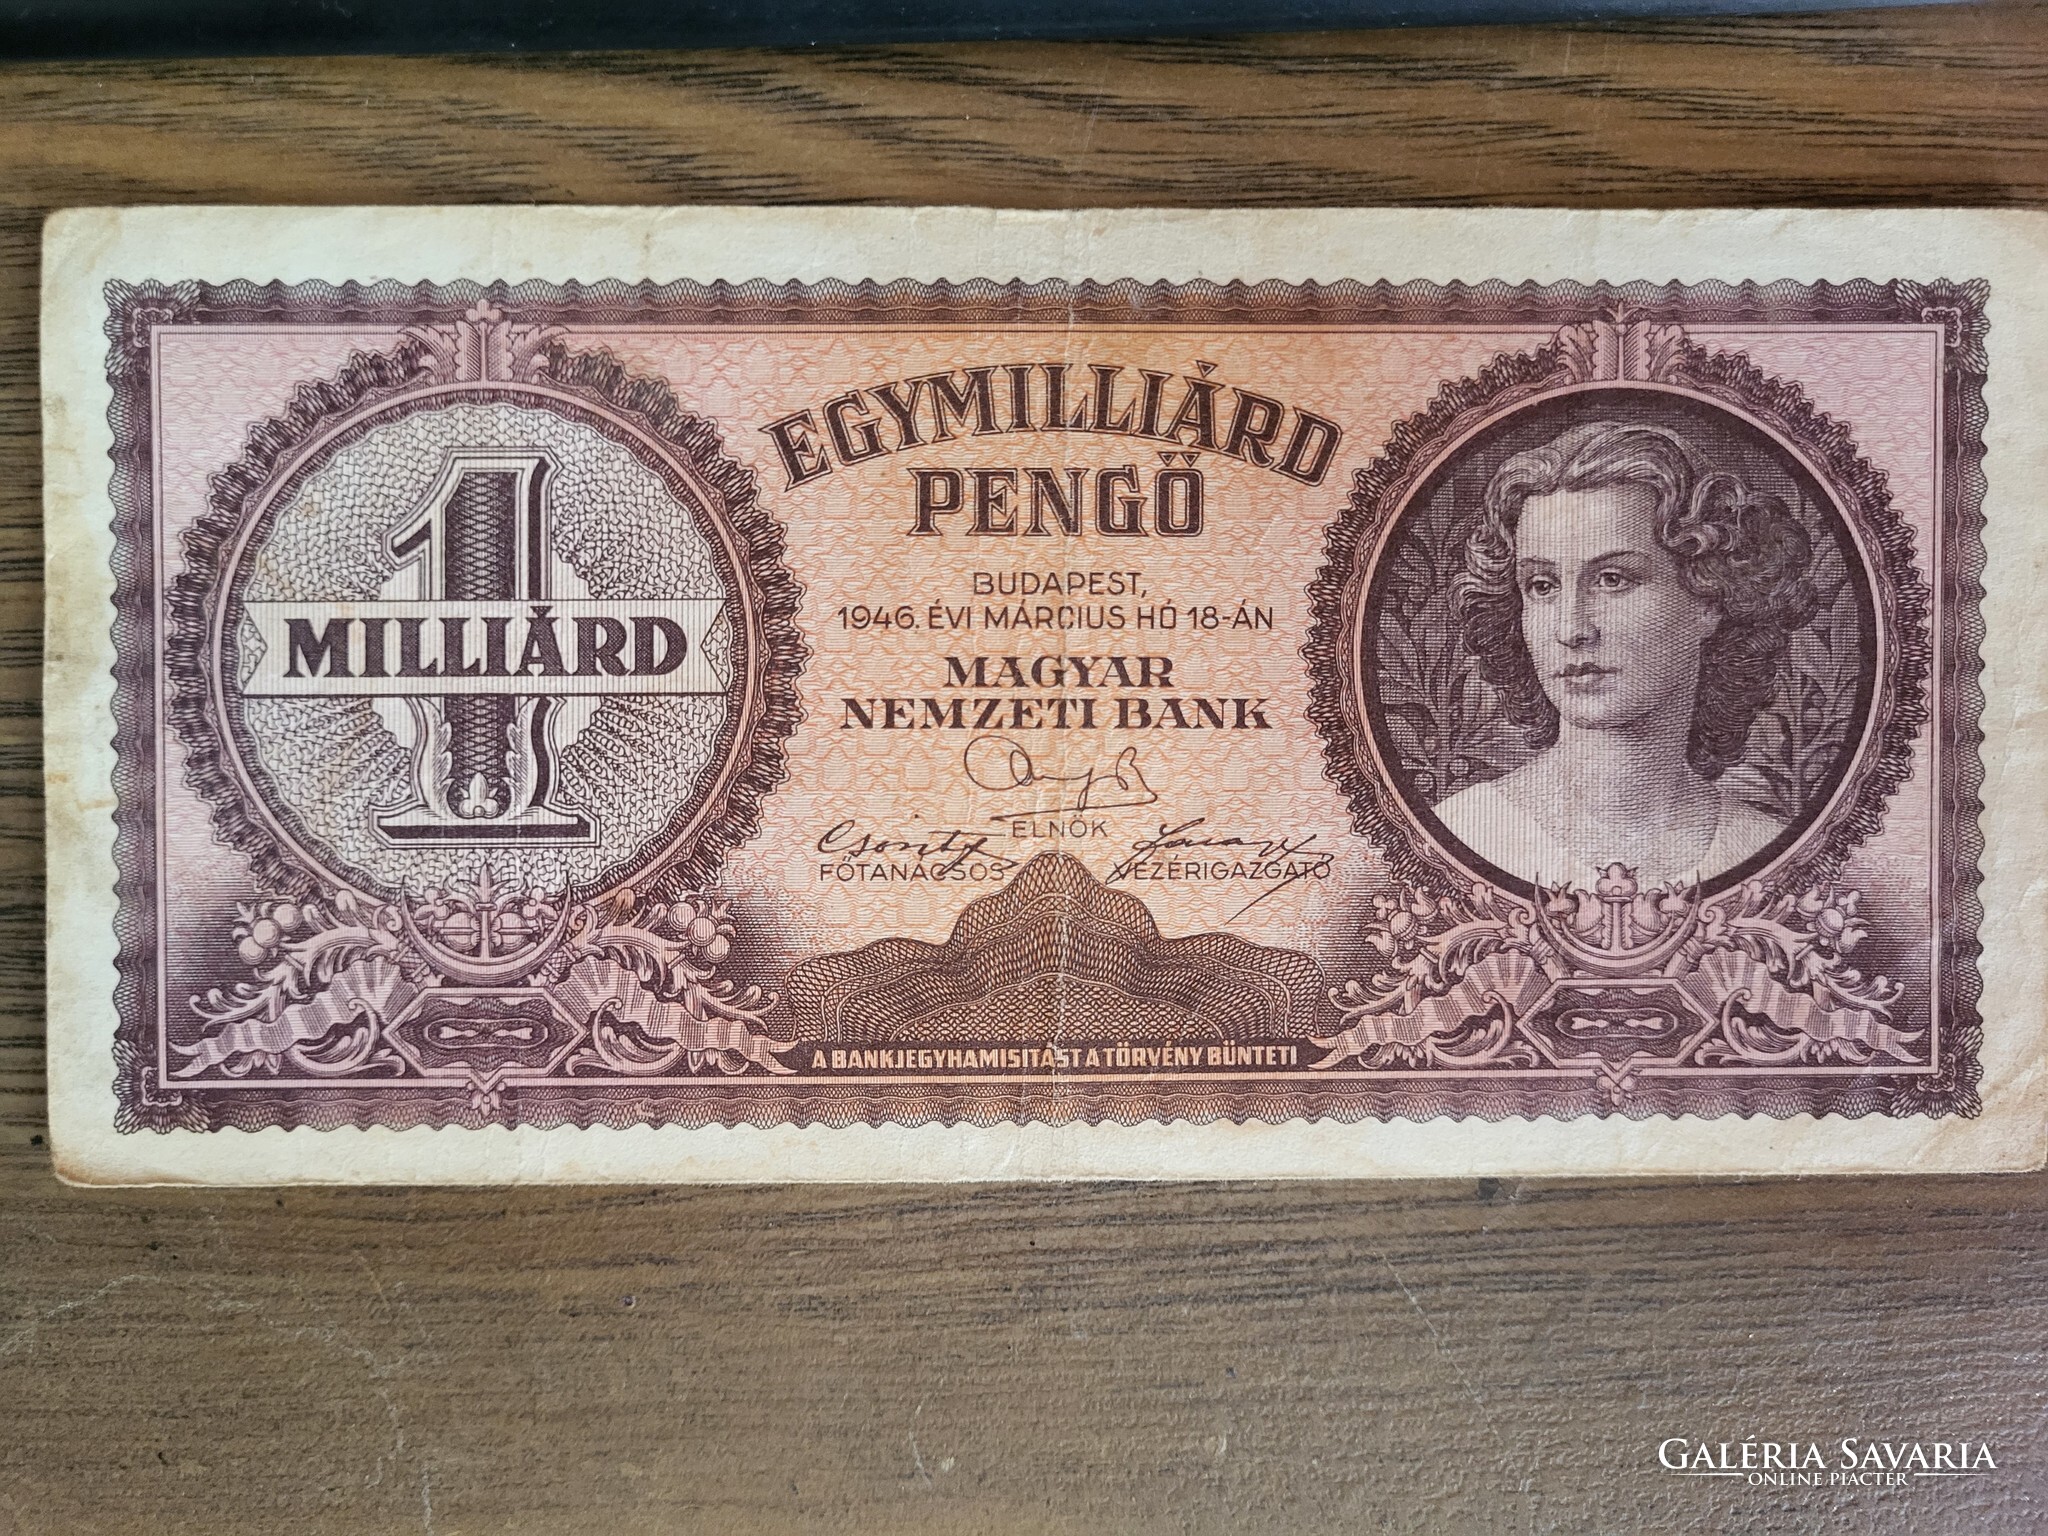 EGYMILLIÁRD
PENGŐ
1
MILLIÁRD
BUDAPEST,
1946. ÉVI MÁRCIUS HÓ 18-ÁN
MAGYAR
NEMZETI BANK
ELNÖK
FŐTANÁCSOS
VEZÉRIGAZGATÓ
A BANKJEGYHAMISITÁST A TÖRVÉNY BÜNTETI
GALÉRIA SAVARIA
ONLINE PIACTÉR